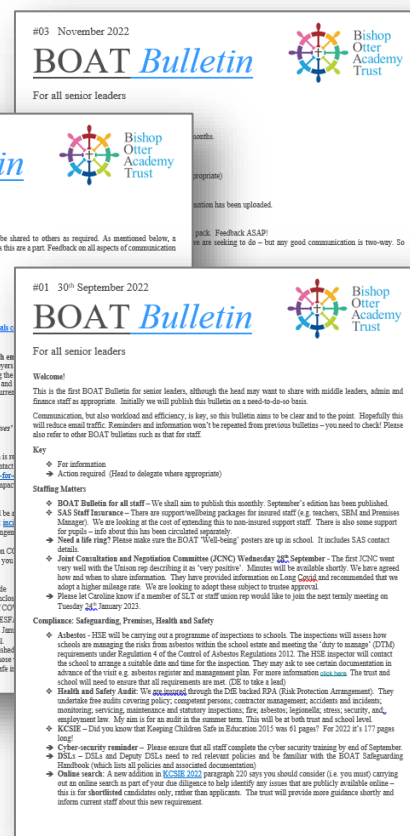 #03 November 2022
BOAT Bulletin
For all senior leaders
Bishop
Otter
Academy
Trust
months.
propriate)
nation has been uploaded.
pack. Feedback ASAP!
e are seeking to do – but any good communication is two-way. So
in
Bishop
Otter
Academy
Trust
be shared to others as required. As mentioned below, a
s this are a part. Feedback on all aspects of communication
#01 30th September 2022
BOAT Bulletin
For all senior leaders
Bishop
Otter
Academy
Trust
Welcome!
This is the first BOAT Bulletin for senior leaders, although the head may want to share with middle leaders, admin and
finance staff as appropriate. Initially we will publish this bulletin on a need-to-do-so basis.
Communication, but also workload and efficiency, is key, so this bulletin aims to be clear and to the point. Hopefully this
will reduce email traffic. Reminders and information won't be repeated from previous bulletins – you need to check! Please
also refer to other BOAT bulletins such as that for staff.
Key
❖ For information
➔ Action required (Head to delegate where appropriate)
Staffing Matters
❖ BOAT Bulletin for all staff – We shall aim to publish this monthly. September's edition has been published.
❖ SAS Staff Insurance – There are support/wellbeing packages for insured staff (e.g. teachers, SBM and Premises
Manager). We are looking at the cost of extending this to non-insured support staff. There is also some support
for pupils – info about this has been circulated separately.
➔ Need a life ring? Please make sure the BOAT 'Well-being' posters are up in school. It includes SAS contact
details.
❖ Joint Consultation and Negotiation Committee (JCNC) Wednesday 28th September - The first JCNC went
very well with the Unison rep describing it as 'very positive'. Minutes will be available shortly. We have agreed
how and when to share information. They have provided information on Long Covid and recommended that we
adopt a higher mileage rate. We are looking to adopt these subject to trustee approval.
➔ Please let Caroline know if a member of SLT or staff union rep would like to join the next termly meeting on
Tuesday 24th January 2023.
Compliance: Safeguarding, Premises, Health and Safety
❖ Asbestos - HSE will be carrying out a programme of inspections to schools. The inspections will assess how
schools are managing the risks from asbestos within the school estate and meeting the 'duty to manage' (DTM)
requirements under Regulation 4 of the Control of Asbestos Regulations 2012. The HSE inspector will contact
the school to arrange a suitable date and time for the inspection. They may ask to see certain documentation in
advance of the visit e.g. asbestos register and management plan. For more information click here. The trust and
school will need to ensure that all requirements are met. (DE to take a lead)
❖ Health and Safety Audit: We are insured through the DfE backed RPA (Risk Protection Arrangement). They
undertake free audits covering policy; competent persons; contractor management; accidents and incidents;
monitoring; servicing, maintenance and statutory inspections; fire; asbestos; legionella; stress; security, and,
employment law. My aim is for an audit in the summer term. This will be both trust and school level.
❖ KCSIE – Did you know that Keeping Children Safe in Education 2015 was 61 pages? For 2022 it's 177 pages
long!
➔ Cyber-security reminder – Please ensure that all staff complete the cyber security training by end of September.
➔ DSLs – DSLs and Deputy DSLs need to red relevant policies and be familiar with the BOAT Safeguarding
Handbook (which lists all policies and associated documentation)
➔ Online search: A new addition in KCSIE 2022 paragraph 220 says you should consider (i.e. you must) carrying
out an online search as part of your due diligence to help identify any issues that are publicly available online –
this is for shortlisted candidates only, rather than applicants. The trust will provide more guidance shortly and
inform current staff about this new requirement.